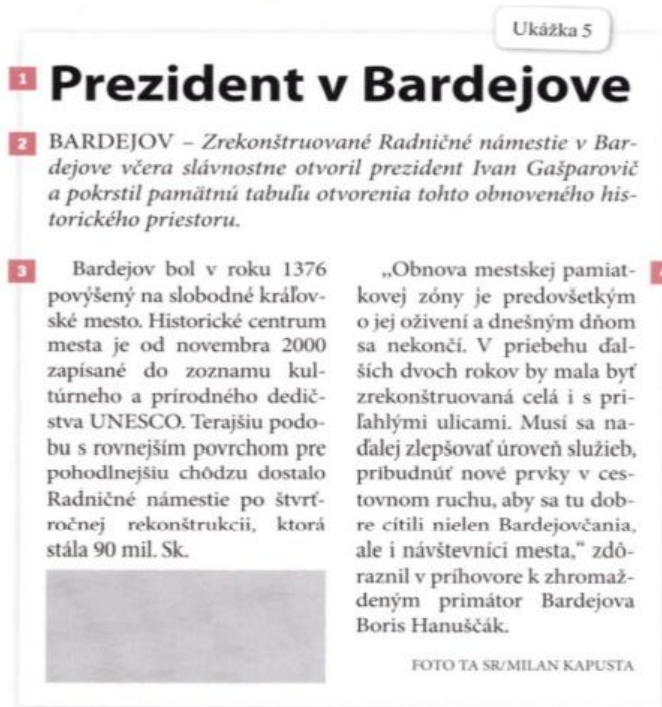 Ukážka 5
1 Prezident v Bardejove
2 BARDEJOV – Zrekonštruované Radničné námestie v Bar-
dejove včera slávnostne otvoril prezident Ivan Gašparovič
a pokrstil pamätnú tabuľu otvorenia tohto obnoveného his-
torického priestoru.
3 Bardejov bol v roku 1376
povýšený na slobodné kráľov-
ské mesto. Historické centrum
mesta je od novembra 2000
zapísané do zoznamu kul-
túrneho a prírodného dedič-
stva UNESCO. Terajšiu podo-
bu s rovnejším povrchom pre
pohodlnejšiu chôdzu dostalo
Radničné námestie po štvrť-
ročnej rekonštrukcii, ktorá
stála 90 mil. Sk.
„Obnova mestskej pamiat-
kovej zóny je predovšetkým
o jej oživení a dnešným dňom
sa nekončí. V priebehu ďal-
ších dvoch rokov by mala byť
zrekonštruovaná celá i s pri-
ľahlými ulicami. Musí sa na-
ďalej zlepšovať úroveň služieb,
pribudnúť nové prvky v ces-
tovnom ruchu, aby sa tu dob-
re cítili nielen Bardejovčania,
ale i návštevníci mesta,“ zdô-
raznil v príhovore k zhromaž-
deným primátor Bardejova
Boris Hanuščák.
FOTO TA SR/MILAN KAPUSTA